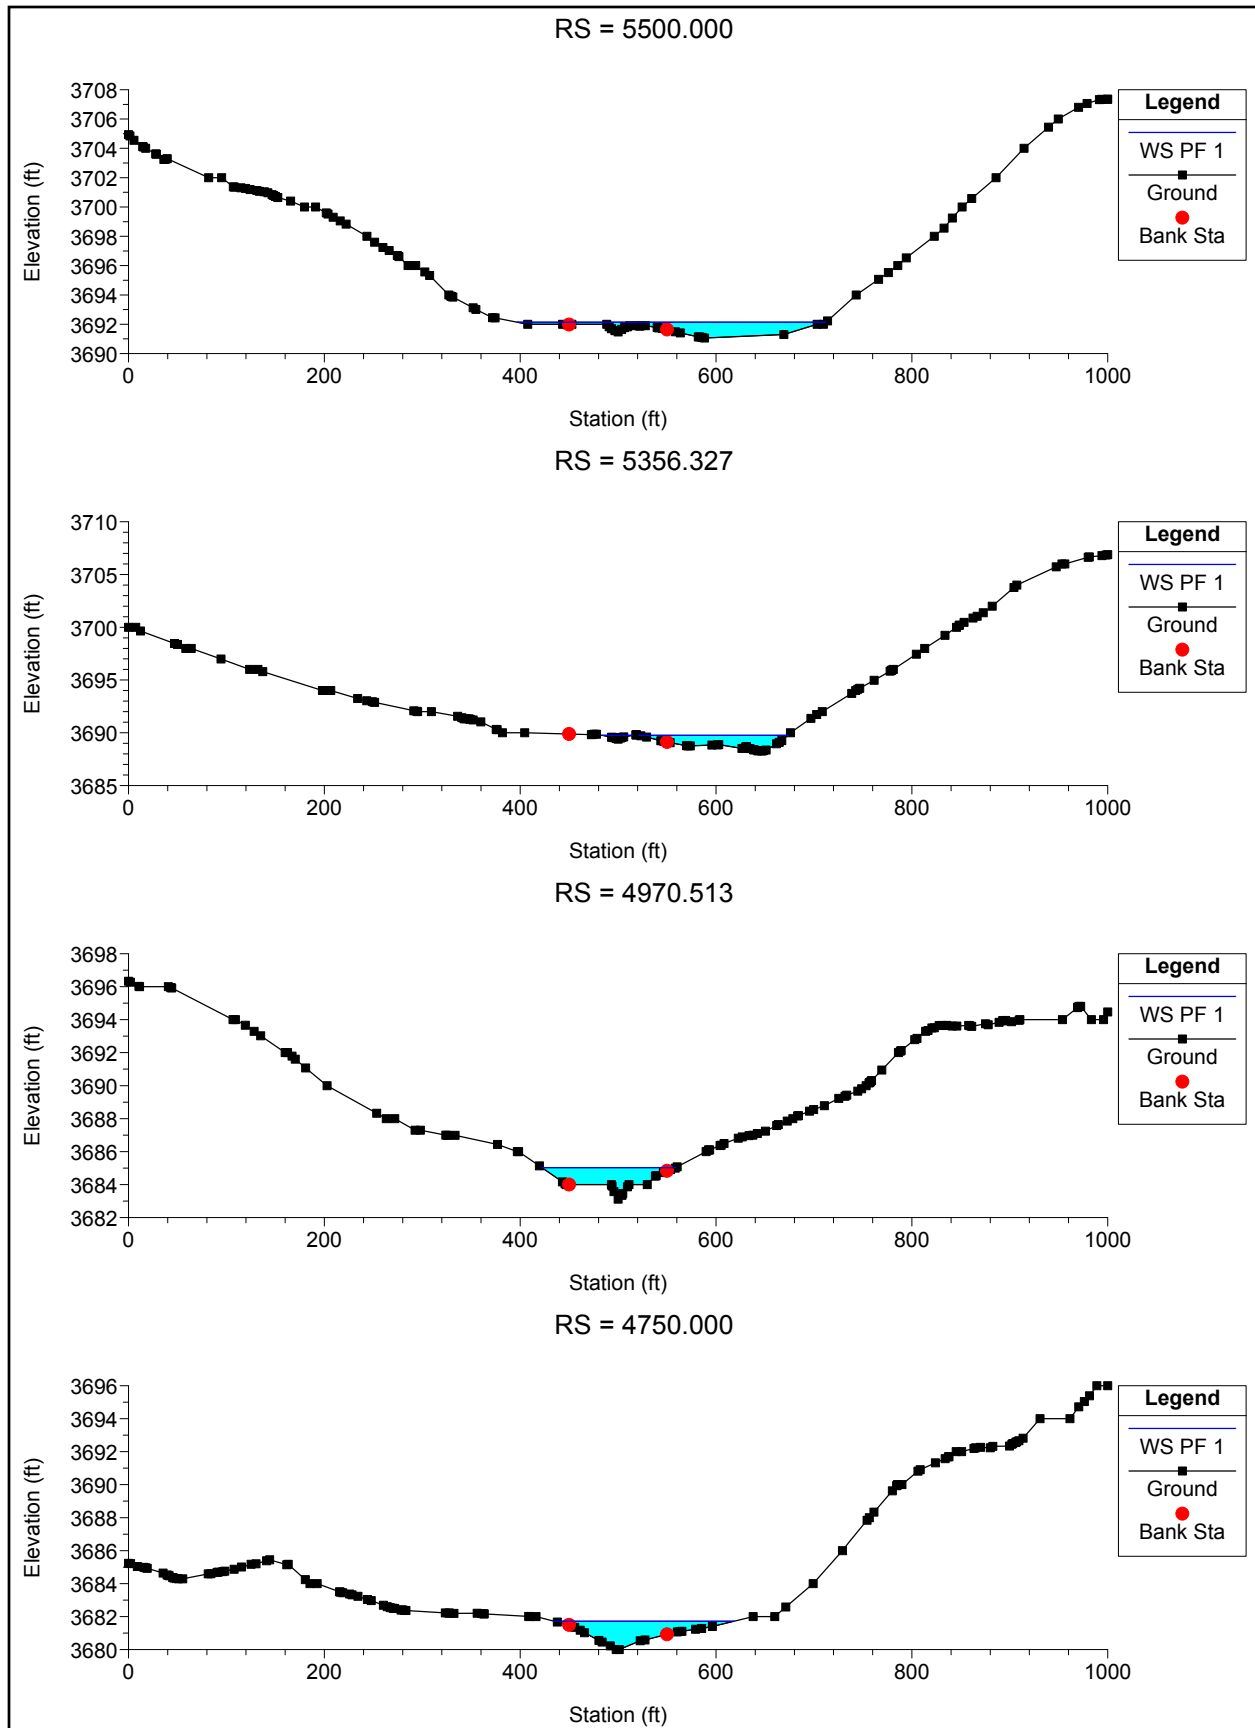 RS = 5500.000
3708
3706
3704
3702
3700
3698
3696
3694
3692
3690
Elevation (ft)
0 200 400 600 800 1000
Station (ft)
Legend
WS PF 1
Ground
Bank Sta
RS = 5356.327
3710
3705
3700
3695
3690
3685
Elevation (ft)
0 200 400 600 800 1000
Station (ft)
Legend
WS PF 1
Ground
Bank Sta
RS = 4970.513
3698
3696
3694
3692
3690
3688
3686
3684
3682
Elevation (ft)
0 200 400 600 800 1000
Station (ft)
Legend
WS PF 1
Ground
Bank Sta
RS = 4750.000
3696
3694
3692
3690
3688
3686
3684
3682
3680
Elevation (ft)
0 200 400 600 800 1000
Station (ft)
Legend
WS PF 1
Ground
Bank Sta